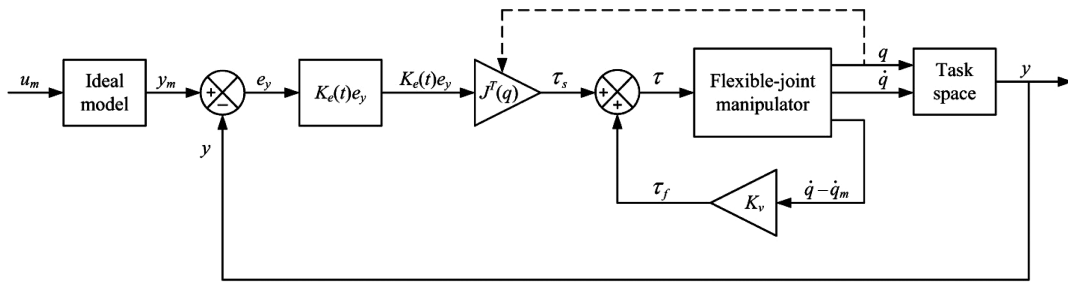 u_m
Ideal
model
y_m
+
−
e_y
K_e(t)e_y
K_e(t)e_y
J^T(q)
τ_s
+
+
τ
Flexible-joint
manipulator
q
q̇
Task
space
y
y
τ_f
K_v
q̇ − q̇_m